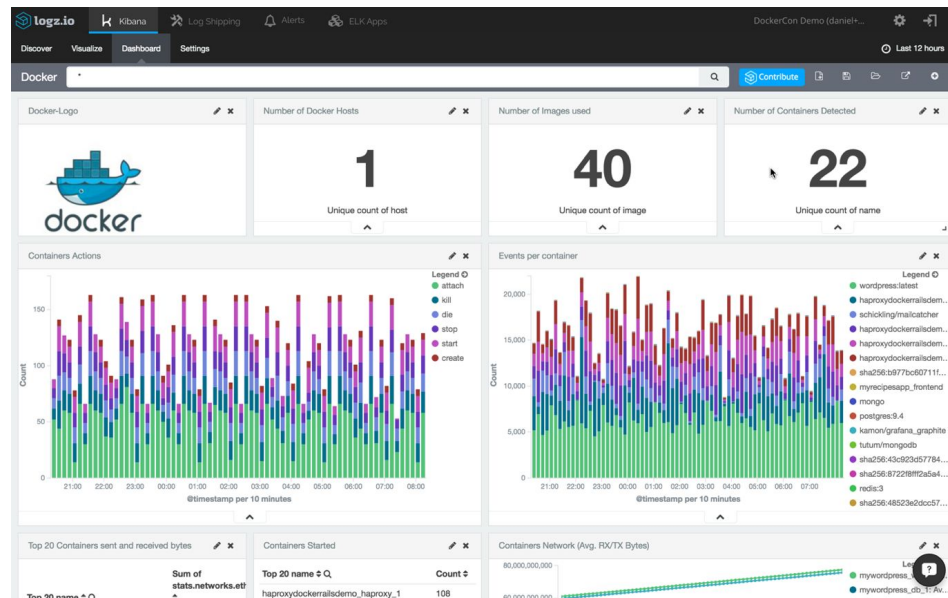 logz.io Kibana Log Shipping Alerts ELK Apps DockerCon Demo (daniel+...
Discover Visualize Dashboard Settings Last 12 hours
Docker * Contribute
Docker-Logo
docker
Number of Docker Hosts
1
Unique count of host
Number of Images used
40
Unique count of image
Number of Containers Detected
22
Unique count of name
Containers Actions
Legend
attach
kill
die
stop
start
create
Count
150
100
50
0
21:00 22:00 23:00 00:00 01:00 02:00 03:00 04:00 05:00 06:00 07:00 08:00
@timestamp per 10 minutes
Events per container
Legend
wordpress:latest
haproxydockerrailsdem...
schickling/mailcatcher
haproxydockerrailsdem...
haproxydockerrailsdem...
haproxydockerrailsdem...
sha256:b977bc60711f...
myrecipesapp_frontend
mongo
postgres:9.4
kamon/grafana_graphite
tutum/mongodb
sha256:43c923d57784...
sha256:8722f8fff2a5a4...
redis:3
sha256:48523e2dcc57...
Count
20,000
15,000
10,000
5,000
0
21:00 22:00 23:00 00:00 01:00 02:00 03:00 04:00 05:00 06:00 07:00
@timestamp per 10 minutes
Top 20 Containers sent and received bytes
Sum of
stats.networks.eth
Top 20 name
Containers Started
Top 20 name Count
haproxydockerrailsdemo_haproxy_1 108
Containers Network (Avg. RX/TX Bytes)
80,000,000,000
60,000,000,000
Leg
mywordpress_
mywordpress_db_1: Av...